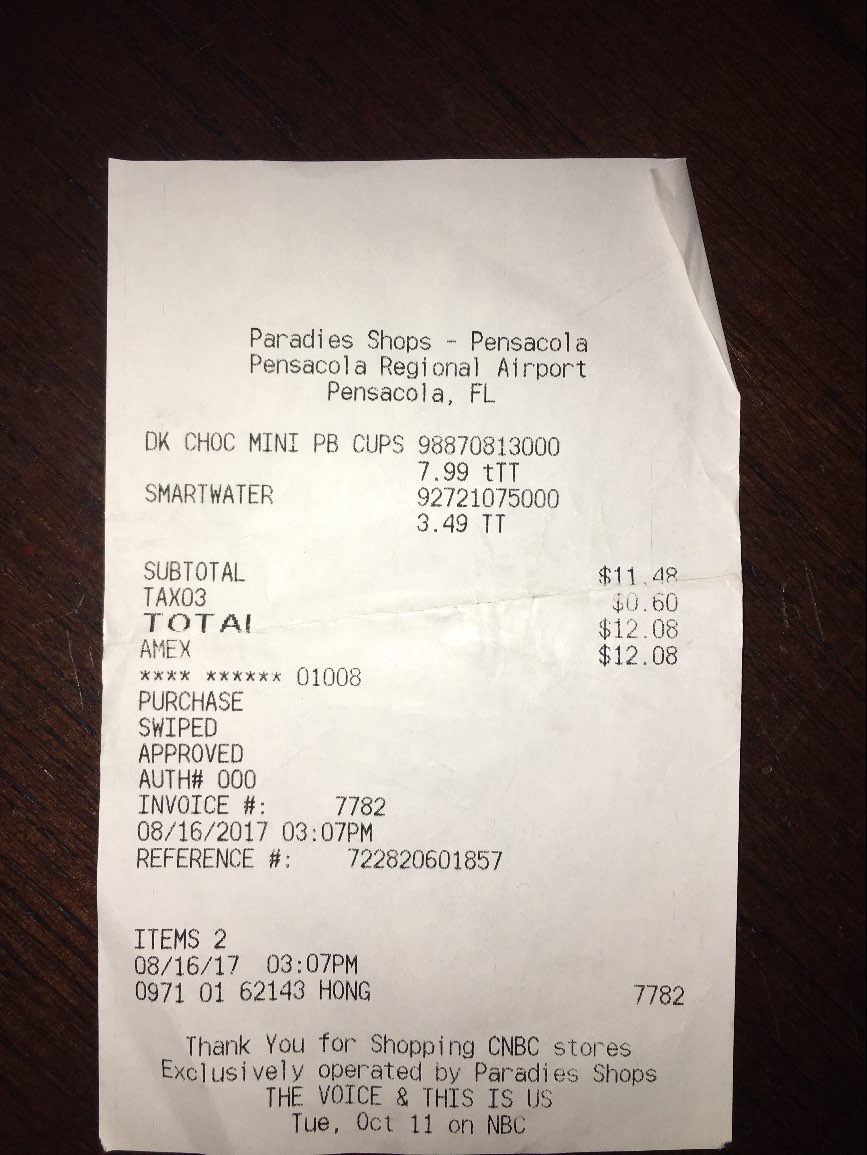 Paradies Shops - Pensacola
Pensacola Regional Airport
Pensacola, FL
DK CHOC MINI PB CUPS 98870813000
7.99 tTT
SMARTWATER 92721075000
3.49 TT
SUBTOTAL $11.48
TAX03 $0.60
TOTAL $12.08
AMEX $12.08
**** ****** 01008
PURCHASE
SWIPED
APPROVED
AUTH# 000
INVOICE #: 7782
08/16/2017 03:07PM
REFERENCE #: 722820601857
ITEMS 2
08/16/17 03:07PM
0971 01 62143 HONG 7782
Thank You for Shopping CNBC stores
Exclusively operated by Paradies Shops
THE VOICE & THIS IS US
Tue, Oct 11 on NBC